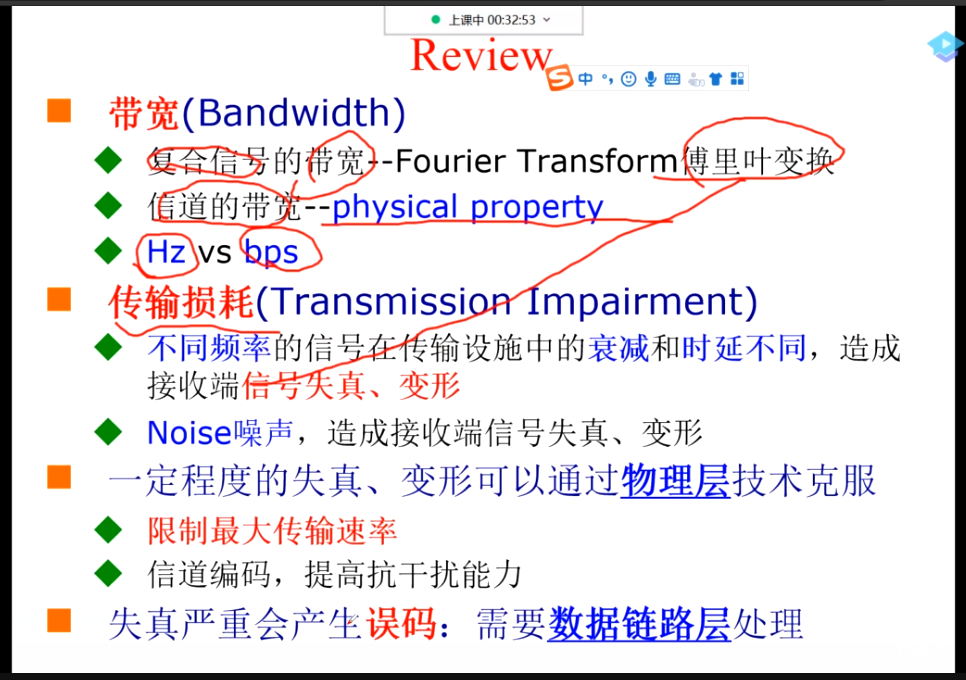 上课中 00:32:53
Review
中
带宽(Bandwidth)
复合信号的带宽--Fourier Transform傅里叶变换
信道的带宽--physical property
Hz vs bps
传输损耗(Transmission Impairment)
不同频率的信号在传输设施中的衰减和时延不同，造成
接收端信号失真、变形
Noise噪声，造成接收端信号失真、变形
一定程度的失真、变形可以通过物理层技术克服
限制最大传输速率
信道编码，提高抗干扰能力
失真严重会产生误码：需要数据链路层处理